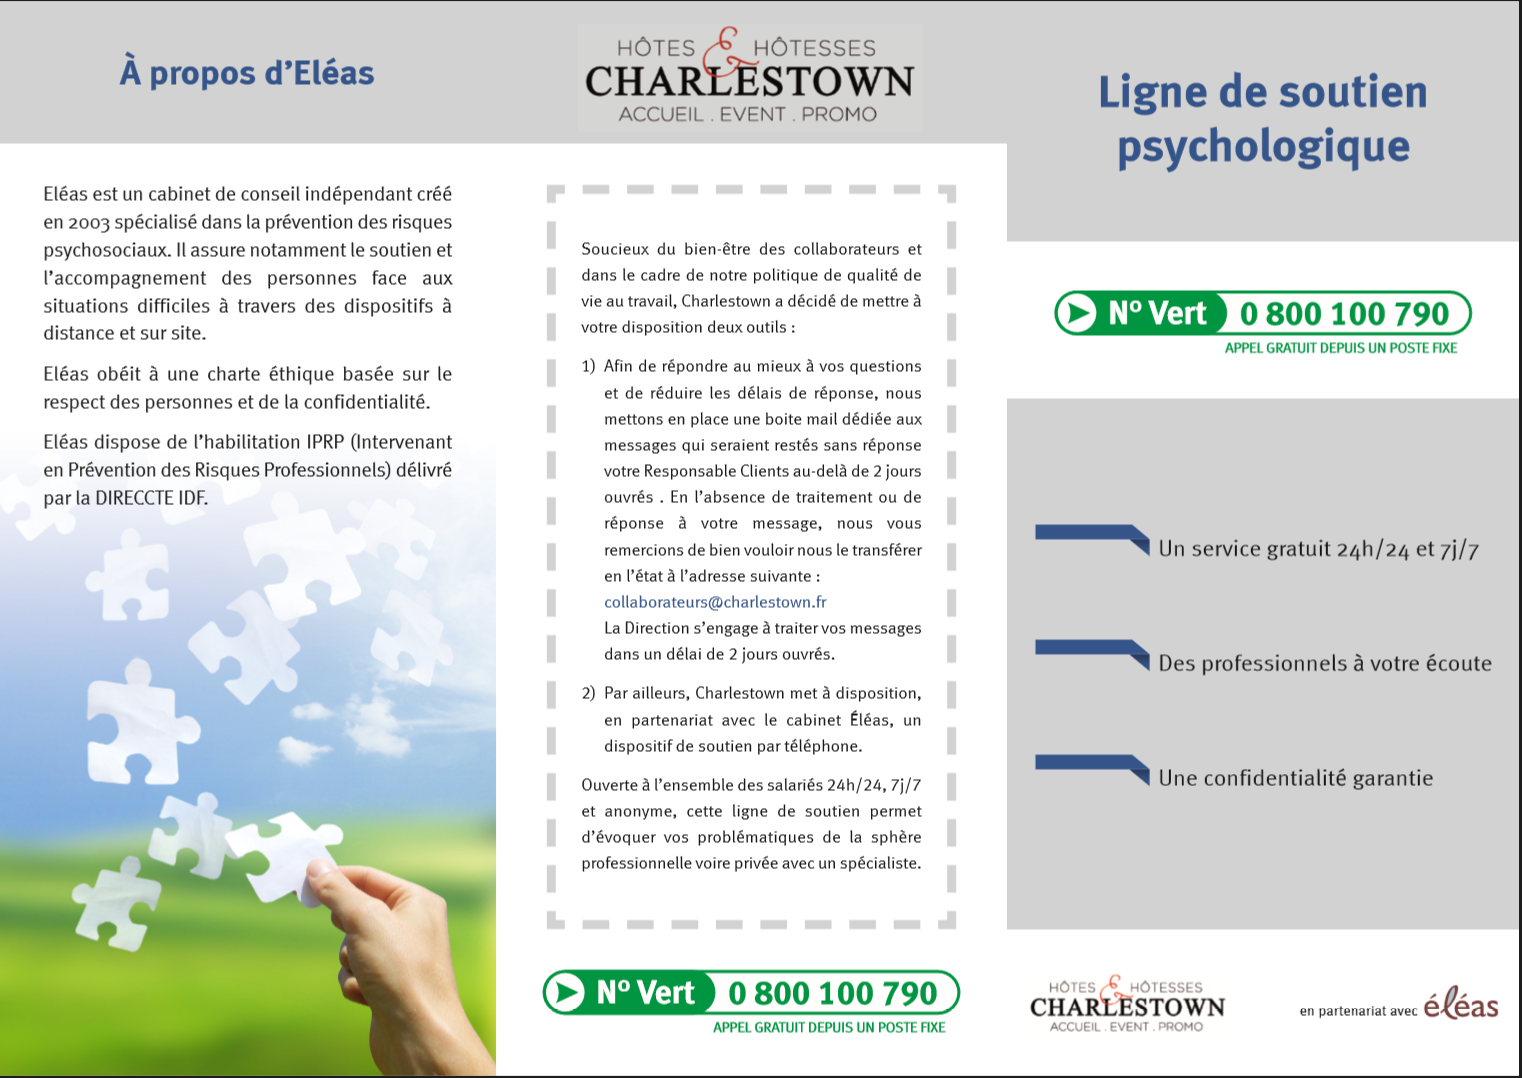 À propos d’Eléas
Eléas est un cabinet de conseil indépendant créé
en 2003 spécialisé dans la prévention des risques
psychosociaux. Il assure notamment le soutien et
l’accompagnement des personnes face aux
situations difficiles à travers des dispositifs à
distance et sur site.
Eléas obéit à une charte éthique basée sur le
respect des personnes et de la confidentialité.
Eléas dispose de l’habilitation IPRP (Intervenant
en Prévention des Risques Professionnels) délivré
par la DIRECCTE IDF.
HÔTES & HÔTESSES
CHARLESTOWN
ACCUEIL . EVENT . PROMO
Soucieux du bien-être des collaborateurs et
dans le cadre de notre politique de qualité de
vie au travail, Charlestown a décidé de mettre à
votre disposition deux outils :
1) Afin de répondre au mieux à vos questions
et de réduire les délais de réponse, nous
mettons en place une boite mail dédiée aux
messages qui seraient restés sans réponse
votre Responsable Clients au-delà de 2 jours
ouvrés . En l’absence de traitement ou de
réponse à votre message, nous vous
remercions de bien vouloir nous le transférer
en l’état à l’adresse suivante :
collaborateurs@charlestown.fr
La Direction s’engage à traiter vos messages
dans un délai de 2 jours ouvrés.
2) Par ailleurs, Charlestown met à disposition,
en partenariat avec le cabinet Éléas, un
dispositif de soutien par téléphone.
Ouverte à l’ensemble des salariés 24h/24, 7j/7
et anonyme, cette ligne de soutien permet
d’évoquer vos problématiques de la sphère
professionnelle voire privée avec un spécialiste.
N° Vert 0 800 100 790
APPEL GRATUIT DEPUIS UN POSTE FIXE
Ligne de soutien
psychologique
N° Vert 0 800 100 790
APPEL GRATUIT DEPUIS UN POSTE FIXE
Un service gratuit 24h/24 et 7j/7
Des professionnels à votre écoute
Une confidentialité garantie
HÔTES & HÔTESSES
CHARLESTOWN
ACCUEIL . EVENT . PROMO
en partenariat avec éléas